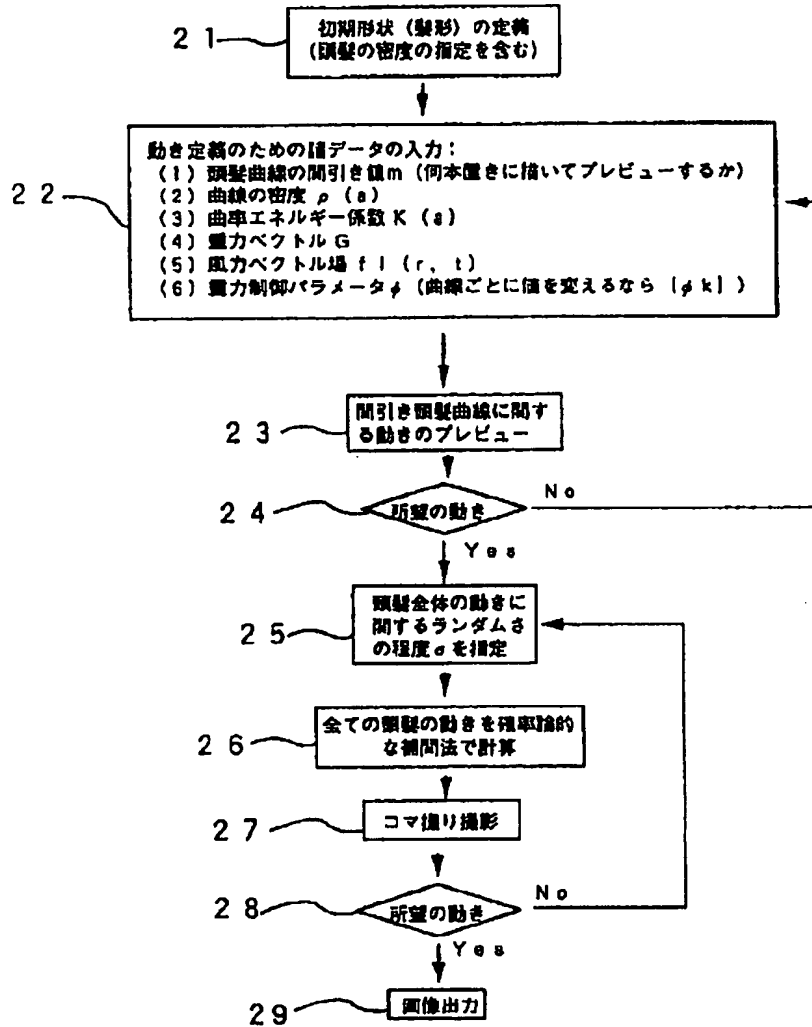 21
初期形状（髪形）の定義
(頭髪の密度の指定を含む)
22
動き定義のための諸データの入力：
(1) 頭髪曲線の間引き値m（何本置きに描いてプレビューするか）
(2) 曲線の密度 ρ (s)
(3) 曲率エネルギー係数 K (s)
(4) 重力ベクトル G
(5) 風力ベクトル場 f l (r, t)
(6) 重力制御パラメータφ（曲線ごとに値を変えるなら {φk}）
23
間引き頭髪曲線に関す
る動きのプレビュー
24
所望の動き
No
Yes
25
頭髪全体の動きに
関するランダムさ
の程度σを指定
26
全ての頭髪の動きを確率論的
な補間法で計算
27
コマ撮り撮影
28
所望の動き
No
Yes
29
画像出力